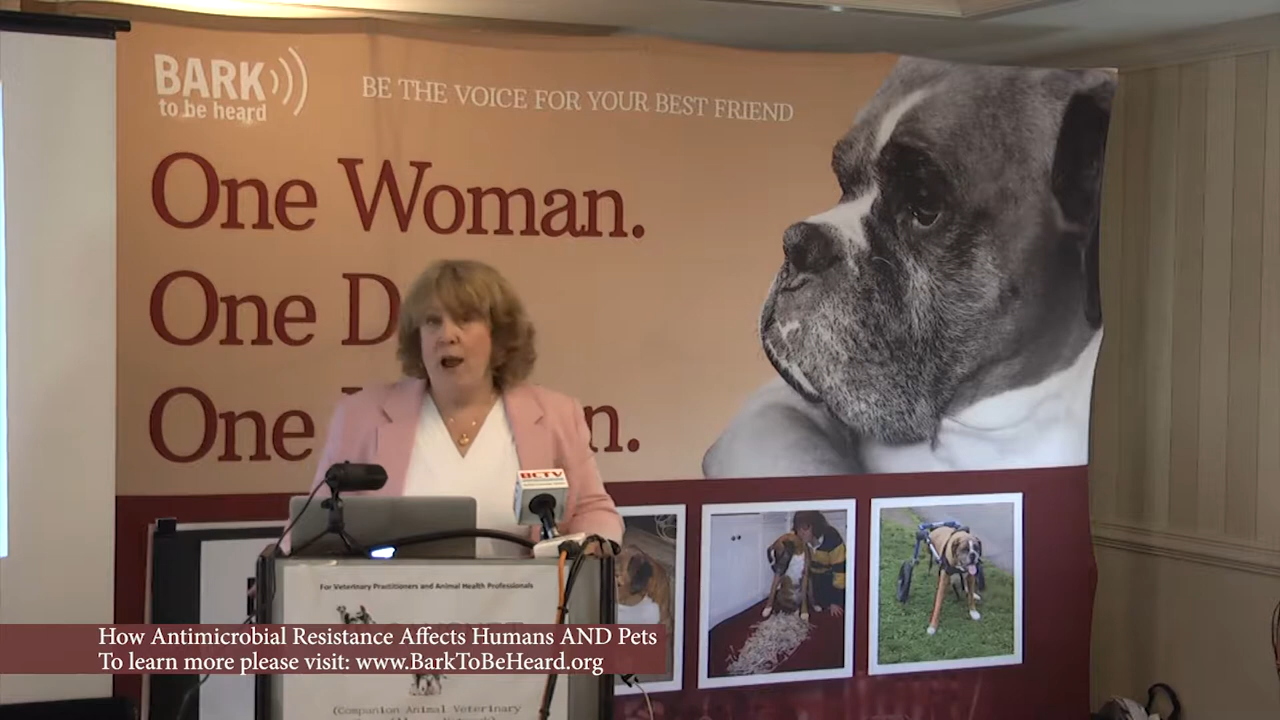 BARK
to be heard
BE THE VOICE FOR YOUR BEST FRIEND
One Woman.
One D
One n.
BCTV
For Veterinary Practitioners and Animal Health Professionals
How Antimicrobial Resistance Affects Humans AND Pets
To learn more please visit: www.BarkToBeHeard.org
(Companion Animal Veterinary